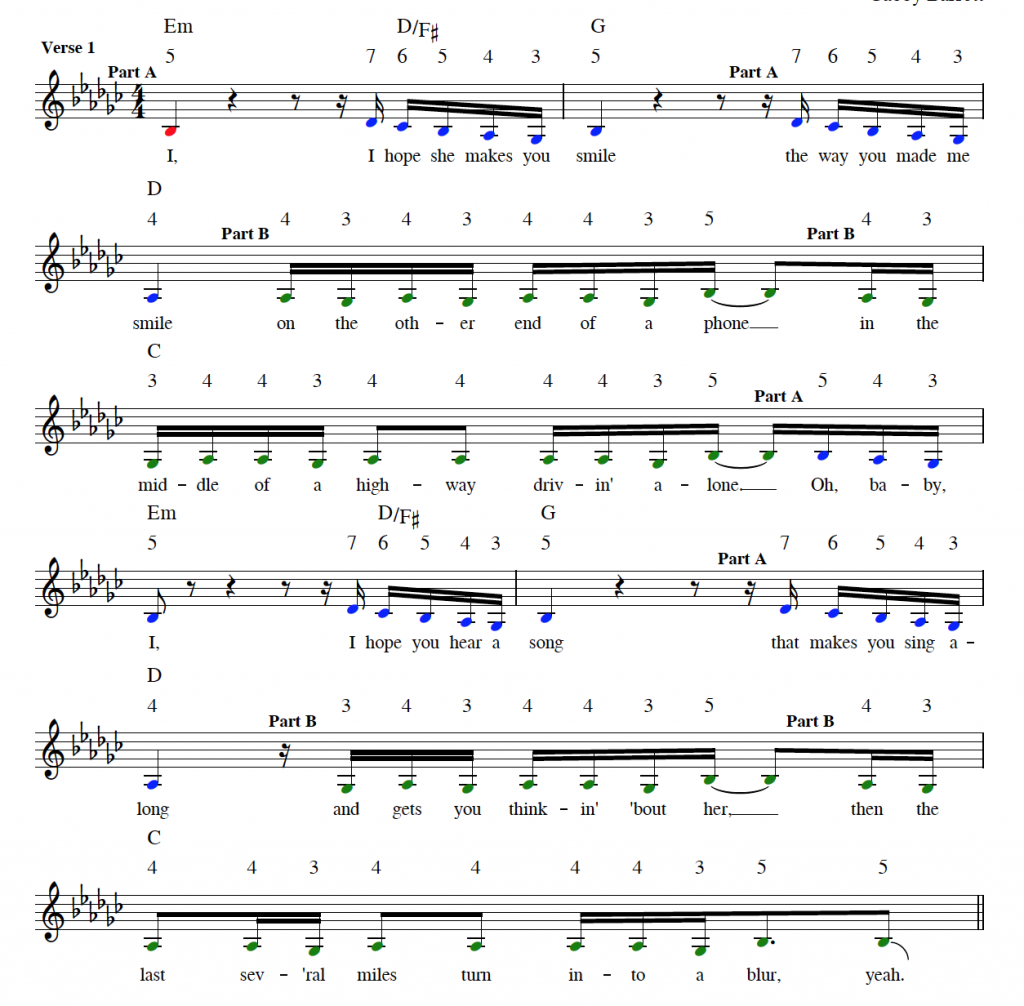 Em D/F♯ G
Verse 1
5 7 6 5 4 3 5 7 6 5 4 3
Part A Part A
4
4
I, I hope she makes you smile the way you made me
D
4 4 3 4 3 4 4 3 5 4 3
Part B Part B
smile on the oth - er end of a phone in the
C
3 4 4 3 4 4 4 4 3 5 5 4 3
Part A
mid - dle of a high - way driv - in' a - lone. Oh, ba - by,
Em D/F♯ G
5 7 6 5 4 3 5 7 6 5 4 3
Part A
I, I hope you hear a song that makes you sing a -
D
4 3 4 3 4 4 3 5 4 3
Part B Part B
long and gets you think - in' 'bout her, then the
C
4 4 3 4 4 4 4 3 5 5
last sev - 'ral miles turn in - to a blur, yeah.